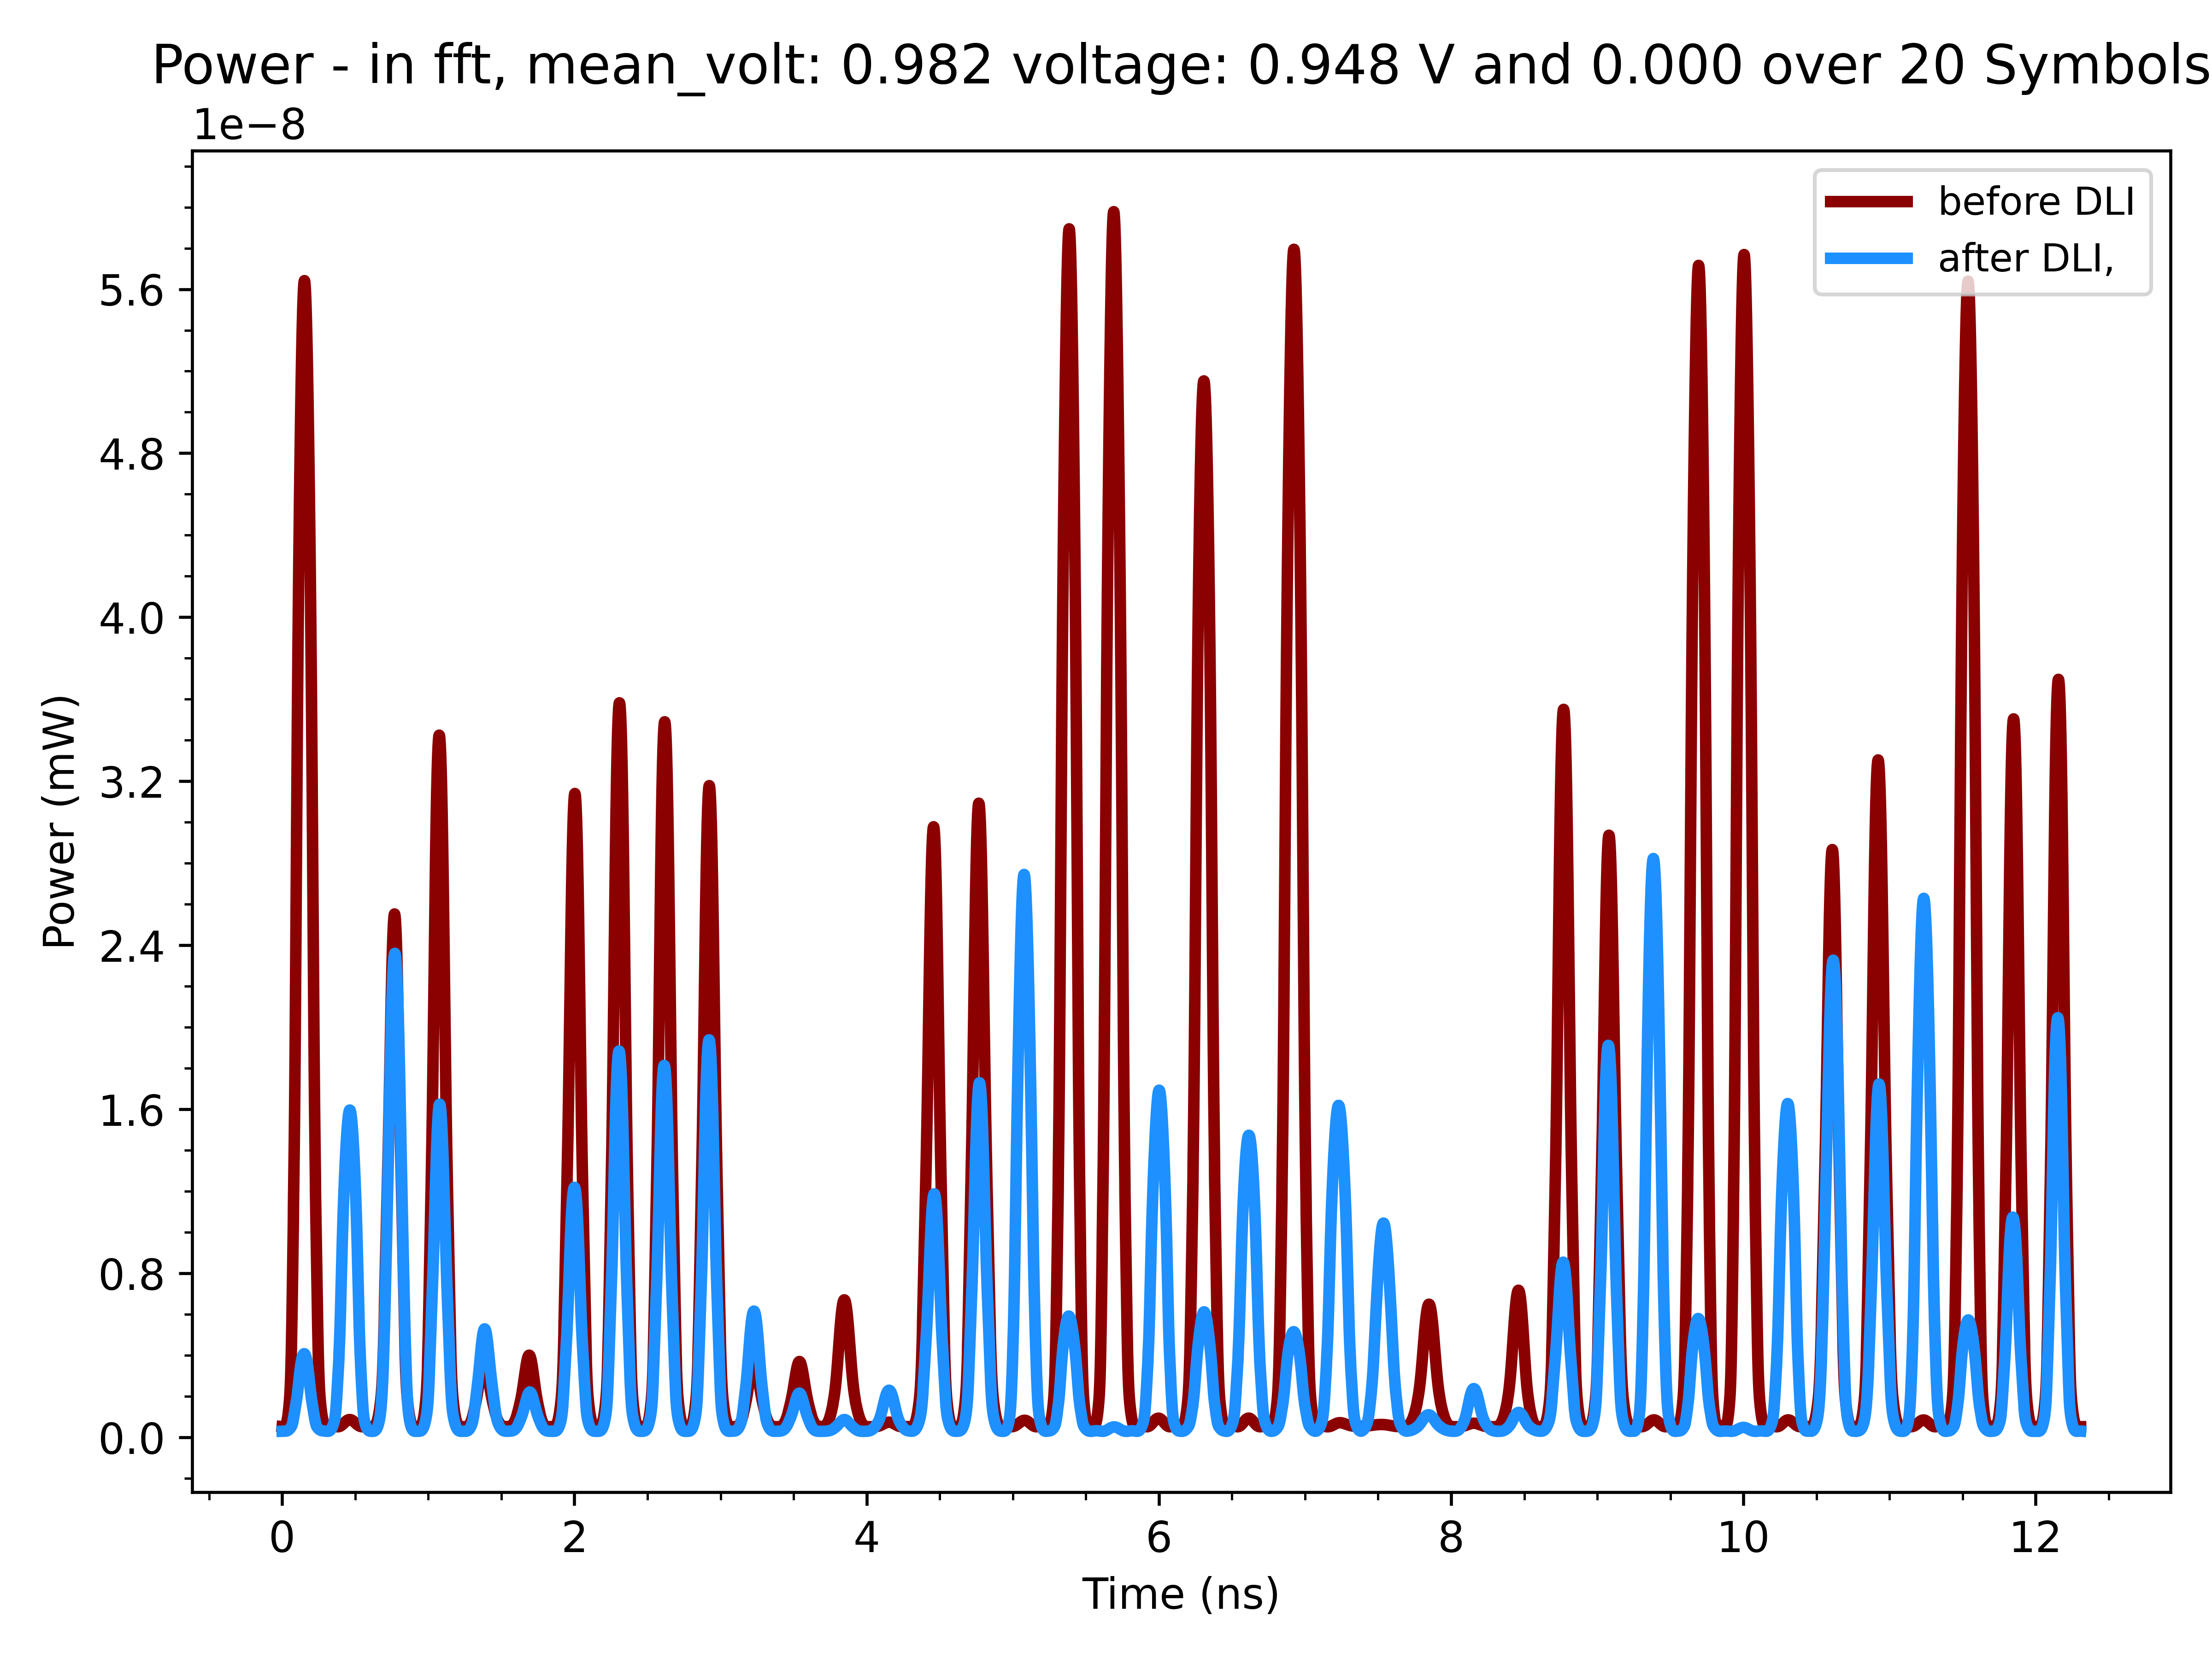 Power - in fft, mean_volt: 0.982 voltage: 0.948 V and 0.000 over 20 Symbols
1e−8
before DLI
after DLI,
5.6
4.8
4.0
3.2
2.4
1.6
0.8
0.0
Power (mW)
0 2 4 6 8 10 12
Time (ns)